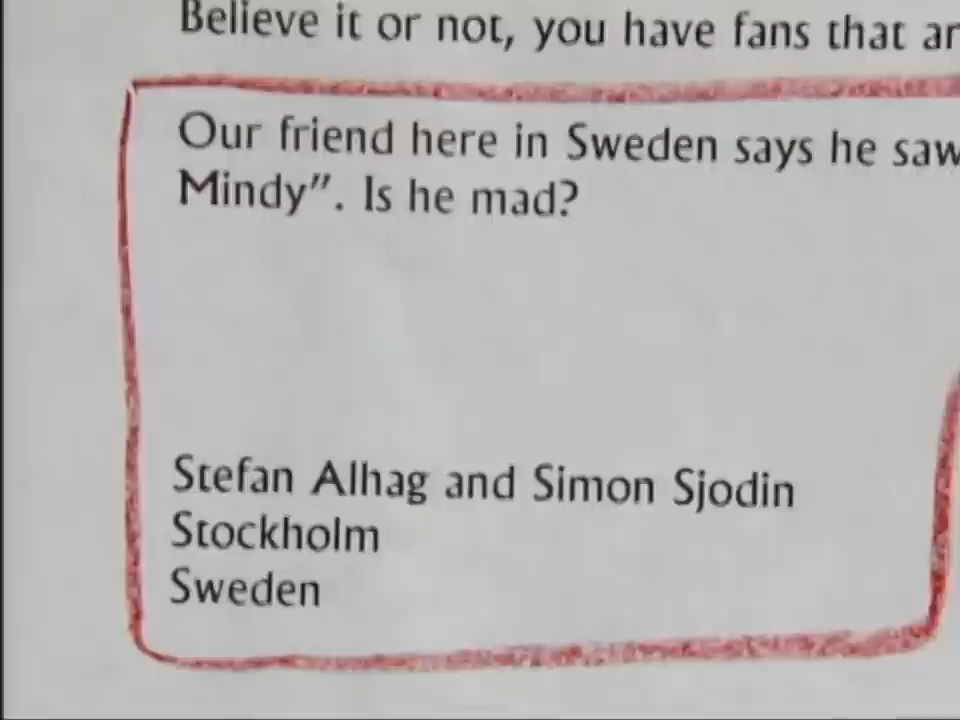 Believe it or not, you have fans that
Our friend here in Sweden says he saw
Mindy". Is he mad?
Stefan Alhag and Simon Sjodin
Stockholm
Sweden